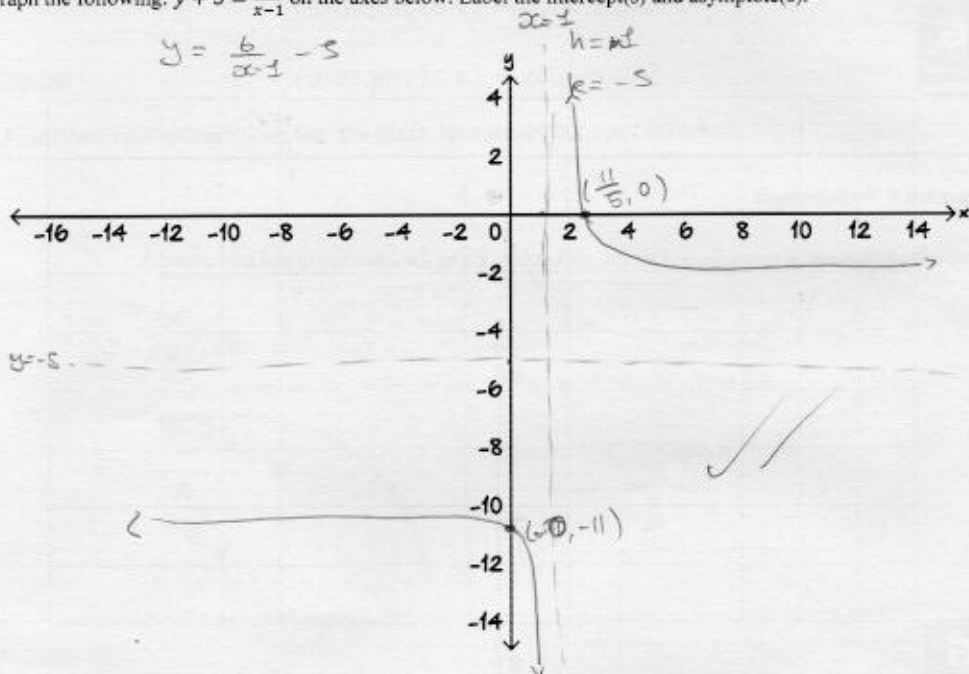 raph the following: y + 5 = 6/x−1 on the axes below. Label the intercept(s) and asymptote(s).
x=1
y = 6/x-1 - 5
h = 1
y
k = -5
4
2
(11/5, 0)
-16 -14 -12 -10 -8 -6 -4 -2 0 2 4 6 8 10 12 14 x
-2
-4
y=-5
-6
-8
-10
(0, -11)
-12
-14